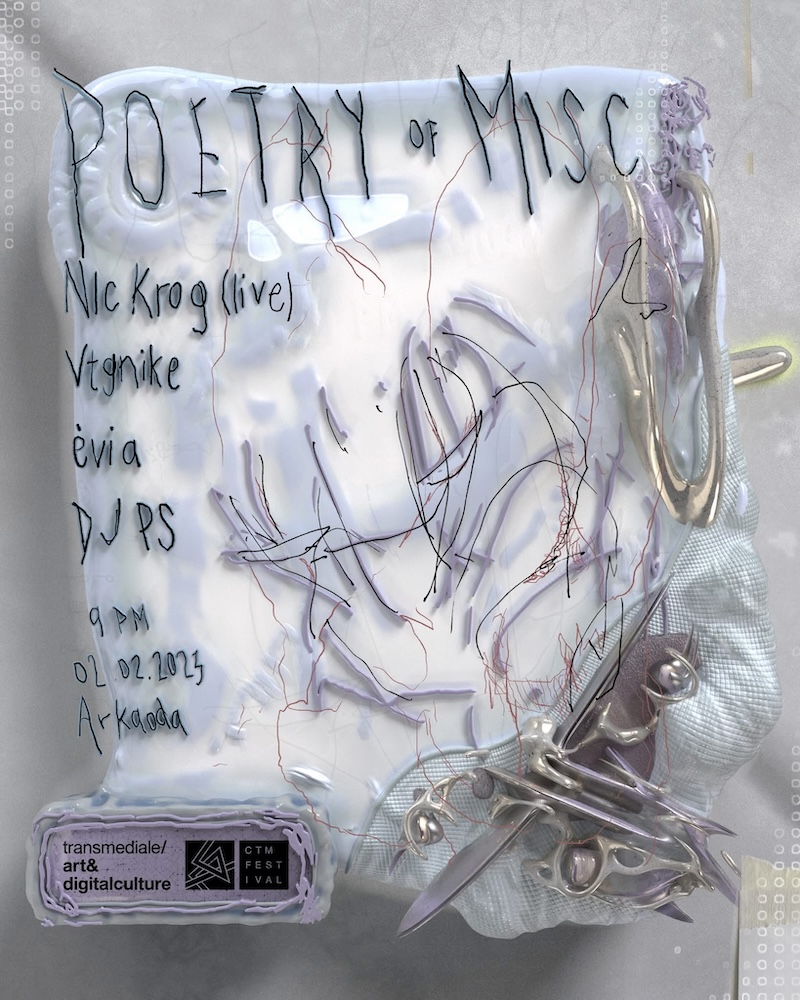 POETRY OF MISC
NIc Krog (live)
Vtgnike
èvia
DJ PS
9 PM
02.02.2023
Arkaoda
transmediale/
art&
digitalculture
CTM
FEST
IVAL